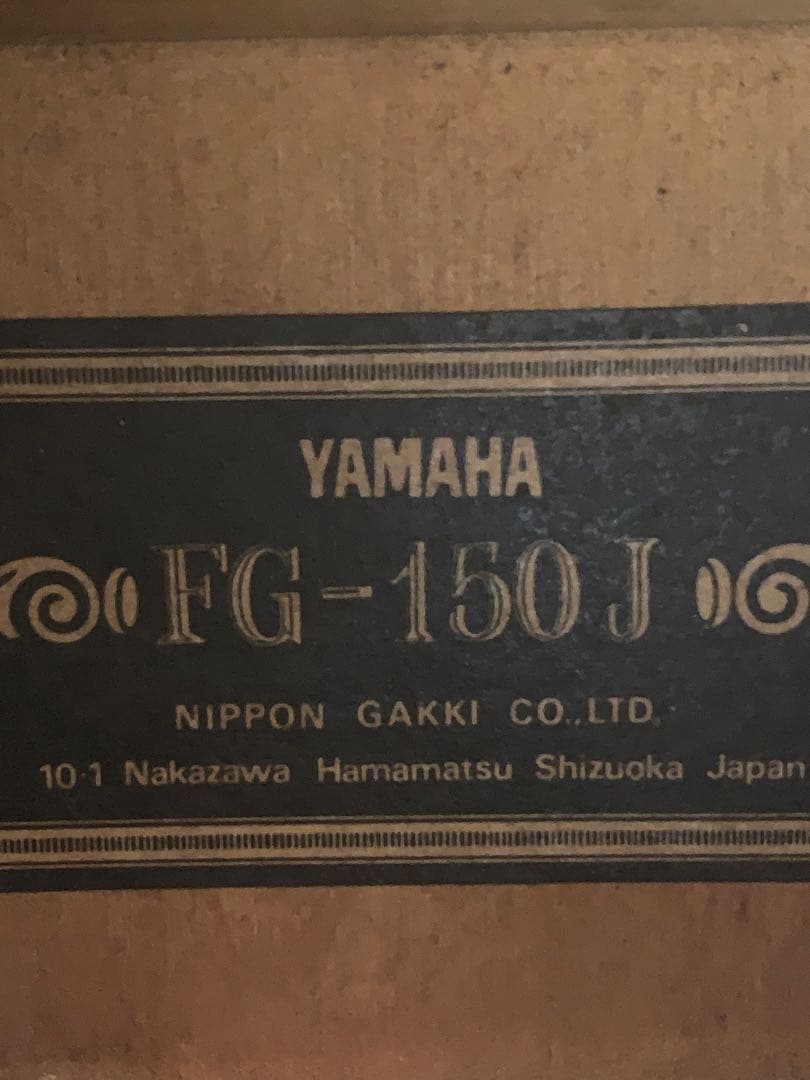 YAMAHA
FG-150J
NIPPON GAKKI CO.,LTD.
10-1 Nakazawa Hamamatsu Shizuoka Japan